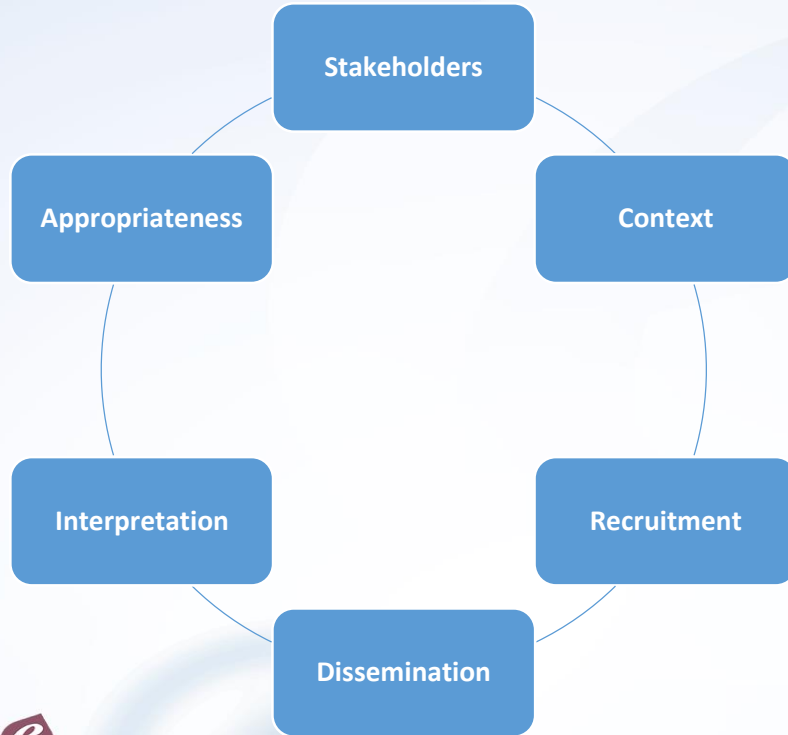 Stakeholders
Appropriateness
Context
Interpretation
Recruitment
Dissemination
e